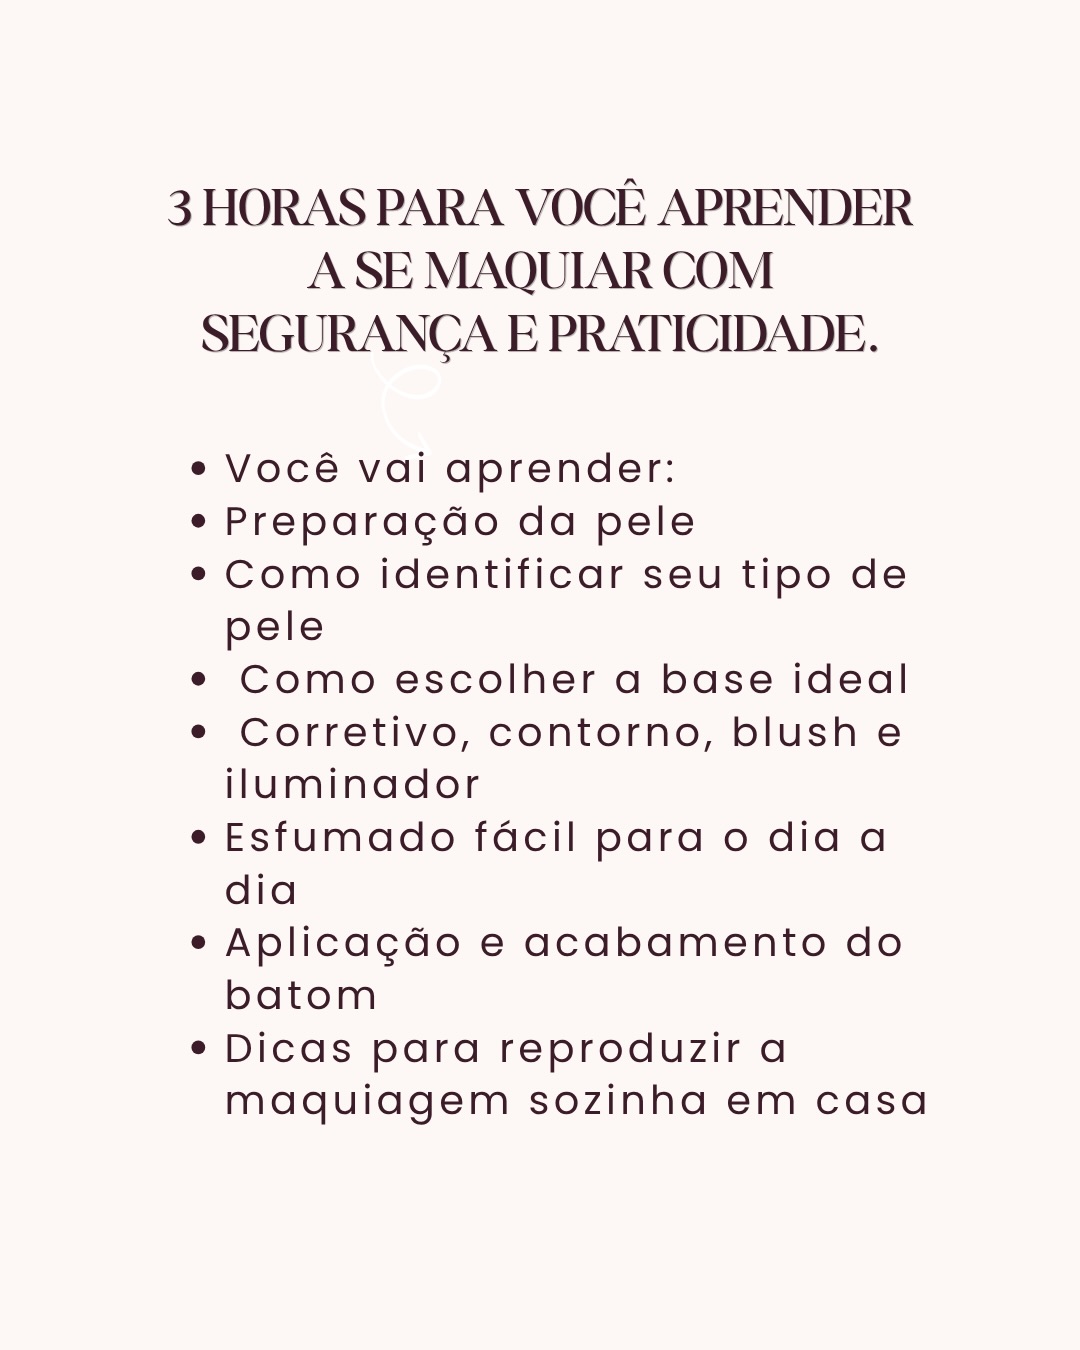 3 HORAS PARA VOCÊ APRENDER
A SE MAQUIAR COM
SEGURANÇA E PRATICIDADE.
• Você vai aprender:
• Preparação da pele
• Como identificar seu tipo de
pele
• Como escolher a base ideal
• Corretivo, contorno, blush e
iluminador
• Esfumado fácil para o dia a
dia
• Aplicação e acabamento do
batom
• Dicas para reproduzir a
maquiagem sozinha em casa